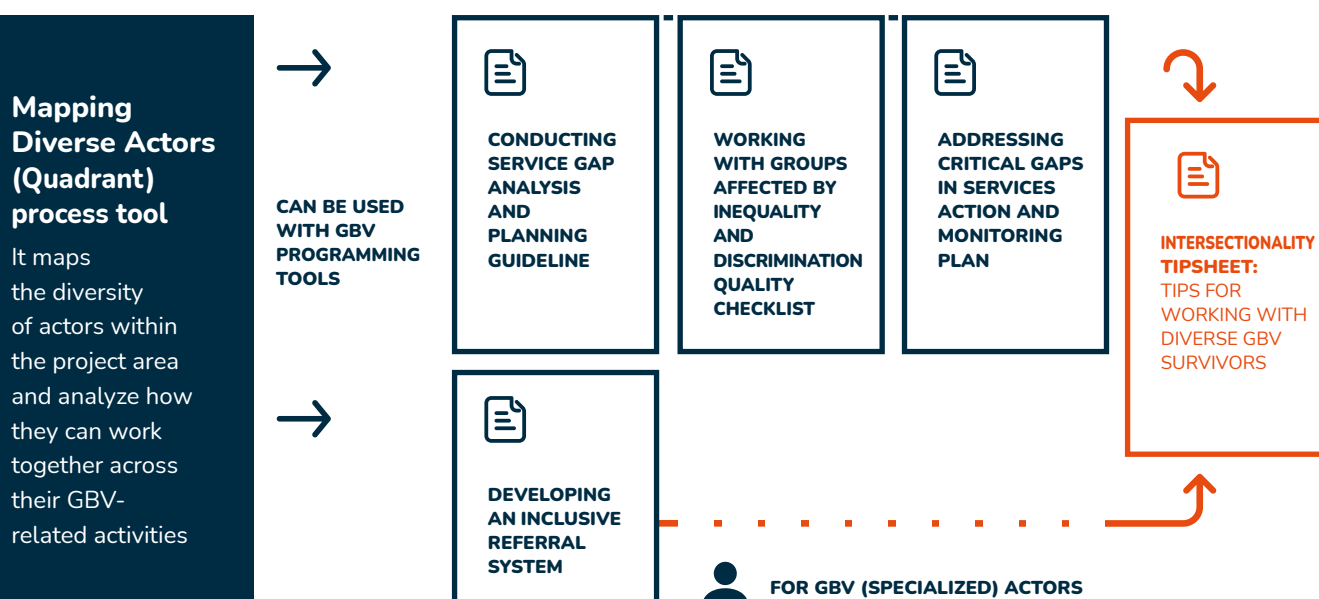 Mapping
Diverse Actors
(Quadrant)
process tool
It maps
the diversity
of actors within
the project area
and analyze how
they can work
together across
their GBV-
related activities
CAN BE USED
WITH GBV
PROGRAMMING
TOOLS
CONDUCTING
SERVICE GAP
ANALYSIS
AND
PLANNING
GUIDELINE
WORKING
WITH GROUPS
AFFECTED BY
INEQUALITY
AND
DISCRIMINATION
QUALITY
CHECKLIST
ADDRESSING
CRITICAL GAPS
IN SERVICES
ACTION AND
MONITORING
PLAN
INTERSECTIONALITY
TIPSHEET:
TIPS FOR
WORKING WITH
DIVERSE GBV
SURVIVORS
DEVELOPING
AN INCLUSIVE
REFERRAL
SYSTEM
FOR GBV (SPECIALIZED) ACTORS